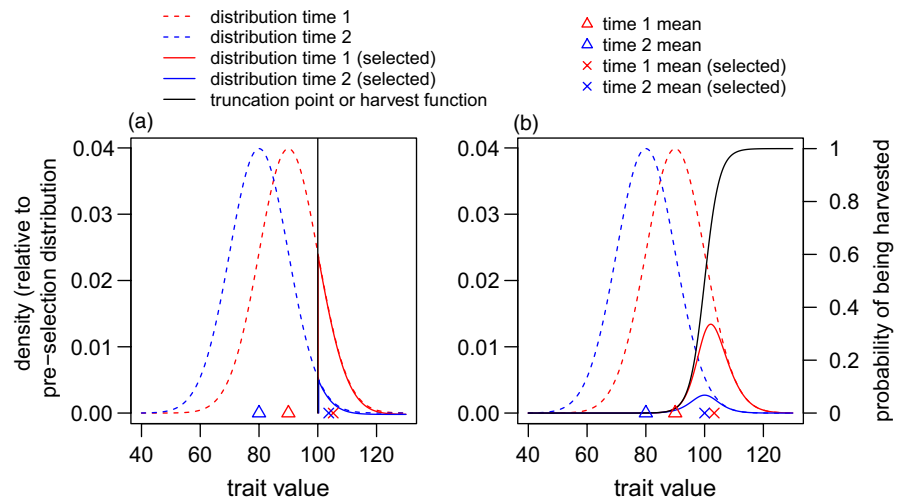 distribution time 1
distribution time 2
distribution time 1 (selected)
distribution time 2 (selected)
truncation point or harvest function
time 1 mean
time 2 mean
time 1 mean (selected)
time 2 mean (selected)
(a)
density (relative to
pre−selection distribution
0.04
0.03
0.02
0.01
0.00
40 60 80 100 120
trait value
(b)
0.04
0.03
0.02
0.01
0.00
1
0.8
0.6
0.4
0.2
0
probability of being harvested
40 60 80 100 120
trait value